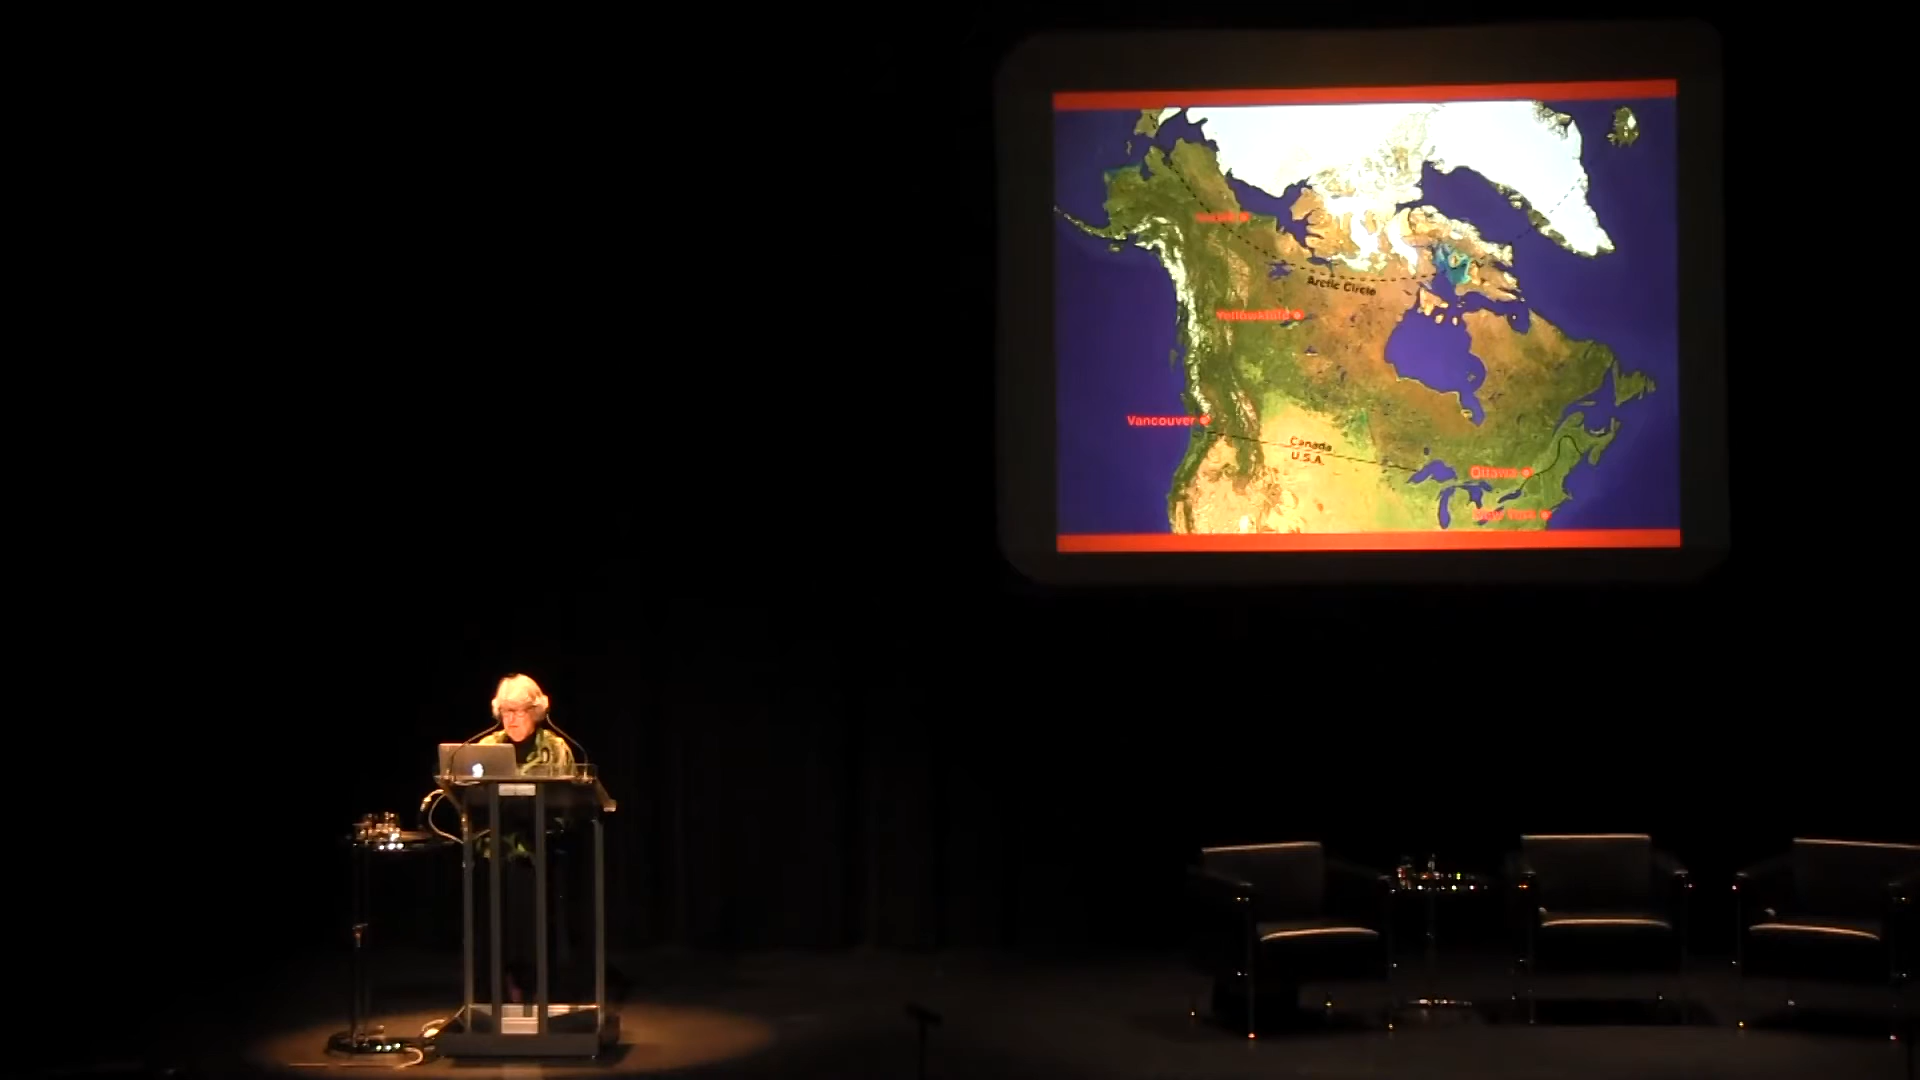 Arctic Circle
Yellowknife
Vancouver
Canada
U.S.A.
Ottawa
New York